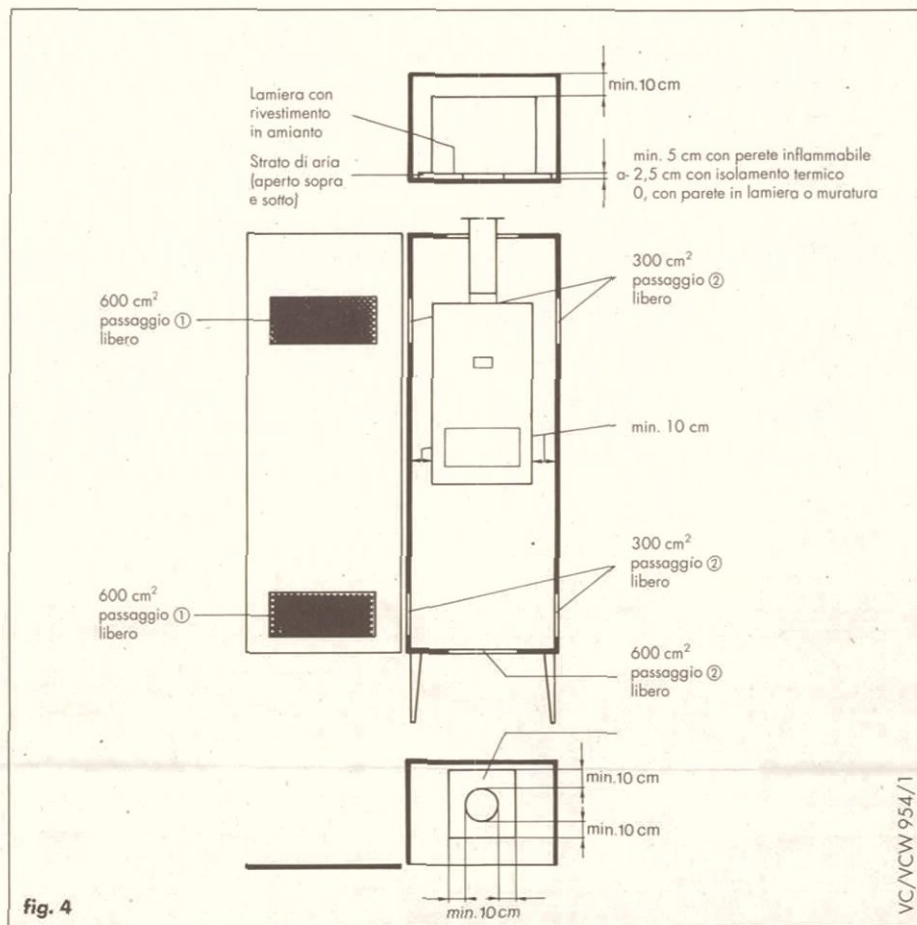 min.10 cm
Lamiera con
rivestimento
in amianto
Strato di aria
(aperto sopra
e sotto)
min. 5 cm con perete inflammabile
a- 2,5 cm con isolamento termico
0, con parete in lamiera o muratura
600 cm²
passaggio ①
libero
300 cm²
passaggio ②
libero
min. 10 cm
600 cm²
passaggio ①
libero
300 cm²
passaggio ②
libero
600 cm²
passaggio ②
libero
min.10 cm
min.10 cm
min.10 cm
fig. 4
VC/VCW 954/1